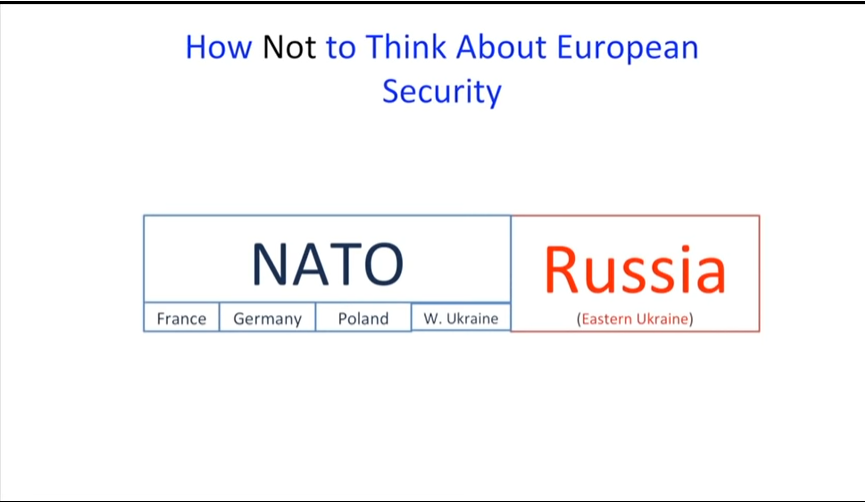 How Not to Think About European
Security
NATO
Russia
France
Germany
Poland
W. Ukraine
(Eastern Ukraine)